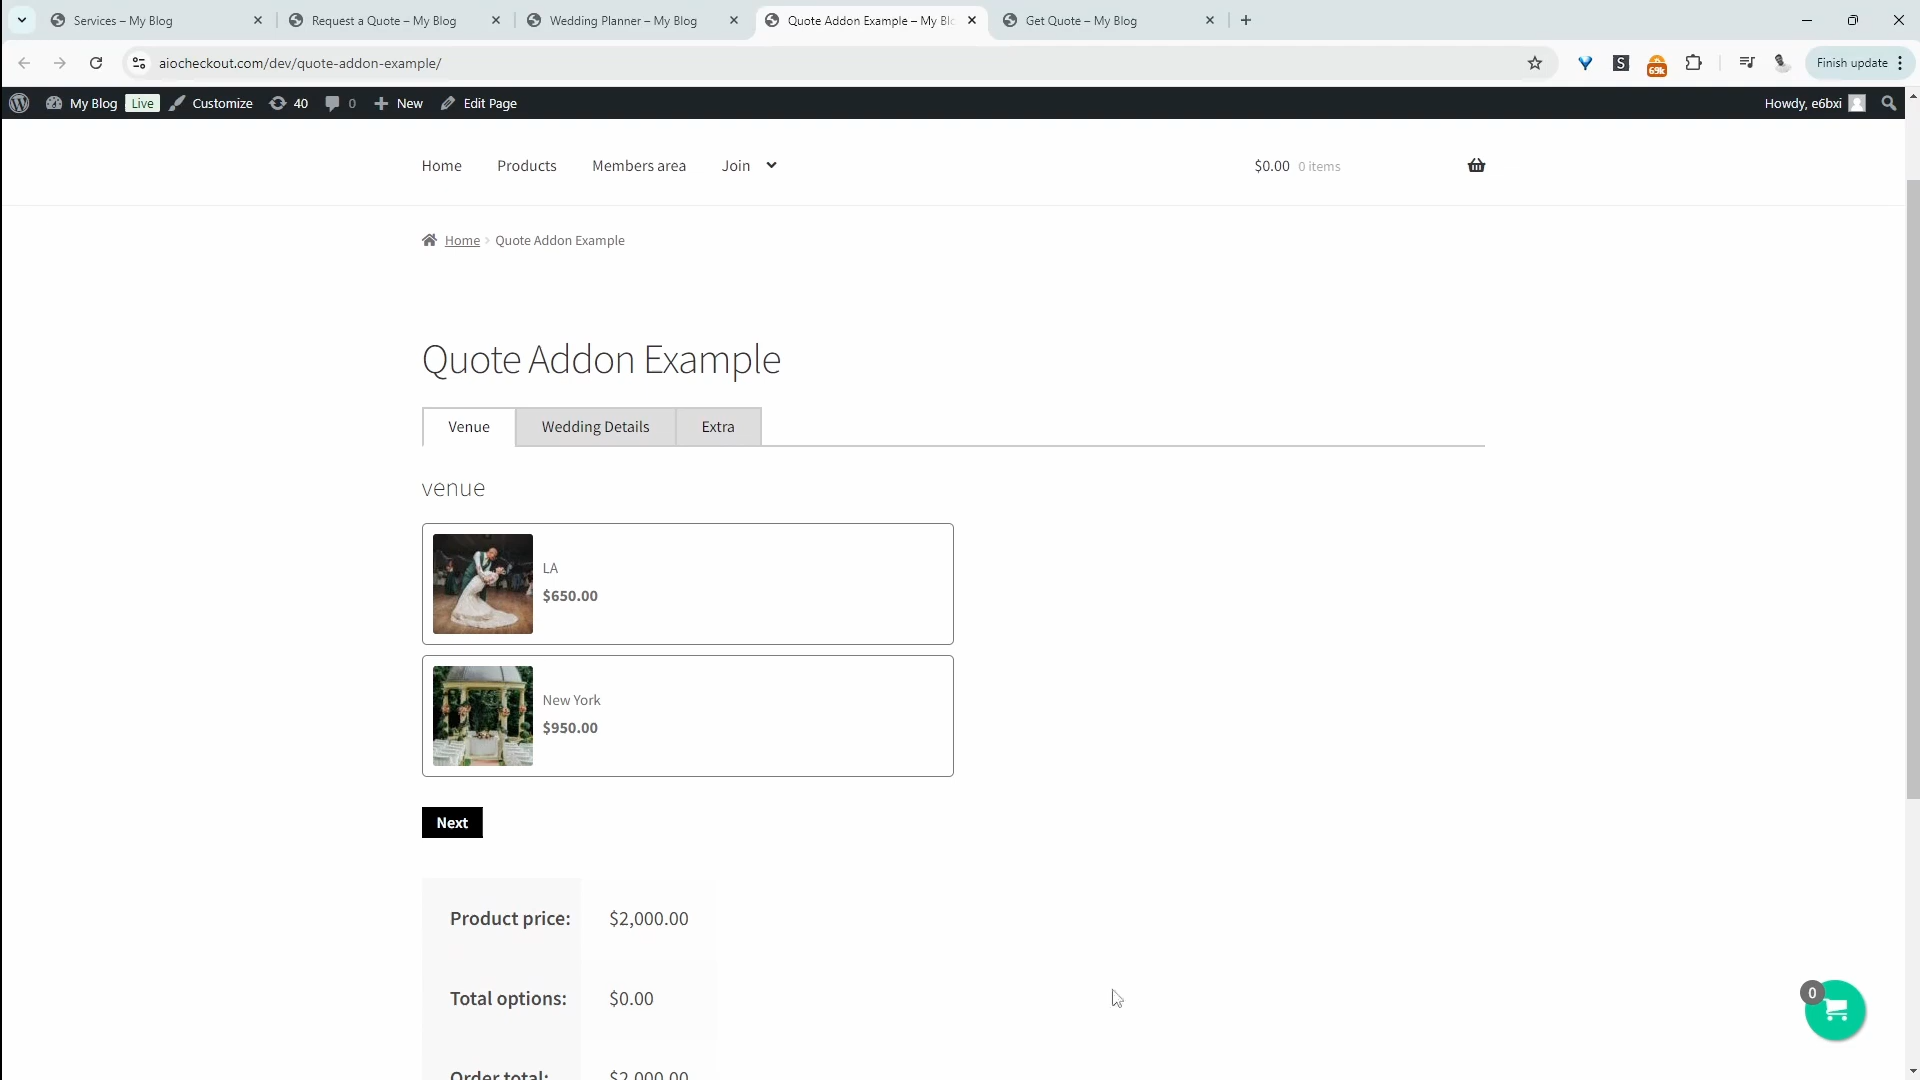 Services – My Blog
Request a Quote – My Blog
Wedding Planner – My Blog
Quote Addon Example – My Blo
Get Quote – My Blog
aiocheckout.com/dev/quote-addon-example/
S
69k
Finish update
My Blog
Live
Customize
40
0
New
Edit Page
Howdy, e6bxi
Home
Products
Members area
Join
$0.00 0 items
Home
Quote Addon Example
Quote Addon Example
Venue
Wedding Details
Extra
venue
LA
$650.00
New York
$950.00
Next
Product price: $2,000.00
Total options: $0.00
Order total: $2,000.00
0